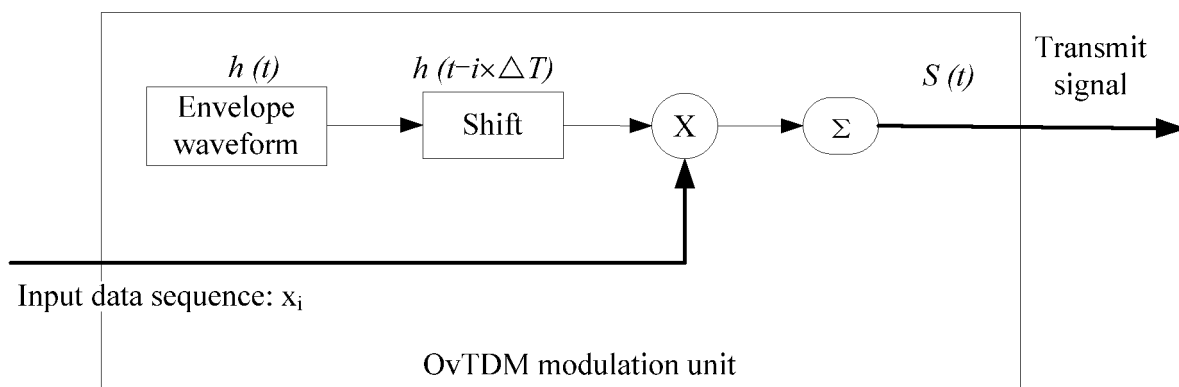 h (t)
h (t−i×△T)
S (t)
Transmit
signal
Envelope
waveform
Shift
X
Σ
Input data sequence: xi
OvTDM modulation unit